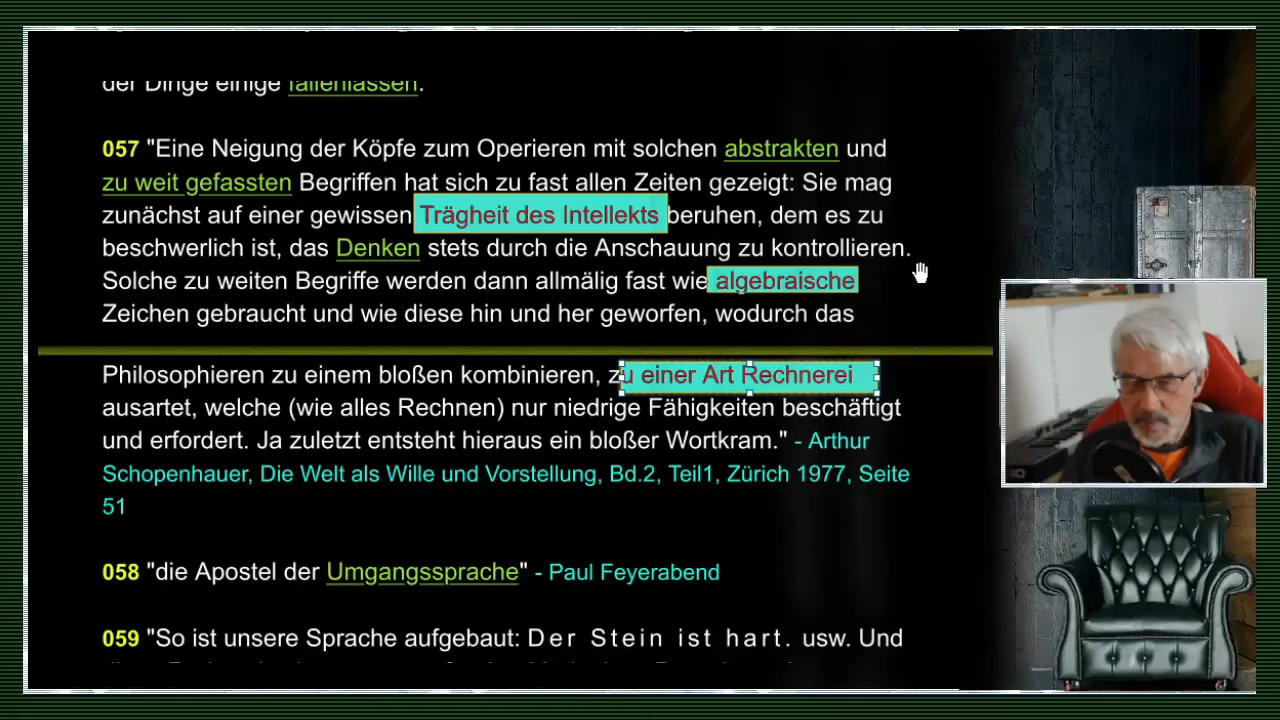 der Dinge einige fallenlassen.
057 "Eine Neigung der Köpfe zum Operieren mit solchen abstrakten und
zu weit gefassten Begriffen hat sich zu fast allen Zeiten gezeigt: Sie mag
zunächst auf einer gewissen Trägheit des Intellekts beruhen, dem es zu
beschwerlich ist, das Denken stets durch die Anschauung zu kontrollieren.
Solche zu weiten Begriffe werden dann allmälig fast wie algebraische
Zeichen gebraucht und wie diese hin und her geworfen, wodurch das
Philosophieren zu einem bloßen kombinieren, zu einer Art Rechnerei
ausartet, welche (wie alles Rechnen) nur niedrige Fähigkeiten beschäftigt
und erfordert. Ja zuletzt entsteht hieraus ein bloßer Wortkram." - Arthur
Schopenhauer, Die Welt als Wille und Vorstellung, Bd.2, Teil1, Zürich 1977, Seite
51
058 "die Apostel der Umgangssprache" - Paul Feyerabend
059 "So ist unsere Sprache aufgebaut: Der Stein ist hart. usw. Und